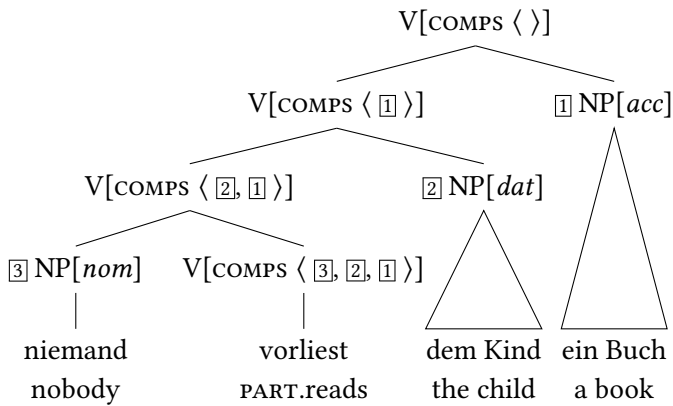 V[COMPS ⟨ ⟩]
V[COMPS ⟨ 1 ⟩] 1 NP[acc]
V[COMPS ⟨ 2, 1 ⟩] 2 NP[dat]
3 NP[nom] V[COMPS ⟨ 3, 2, 1 ⟩]
niemand vorliest dem Kind ein Buch
nobody PART.reads the child a book